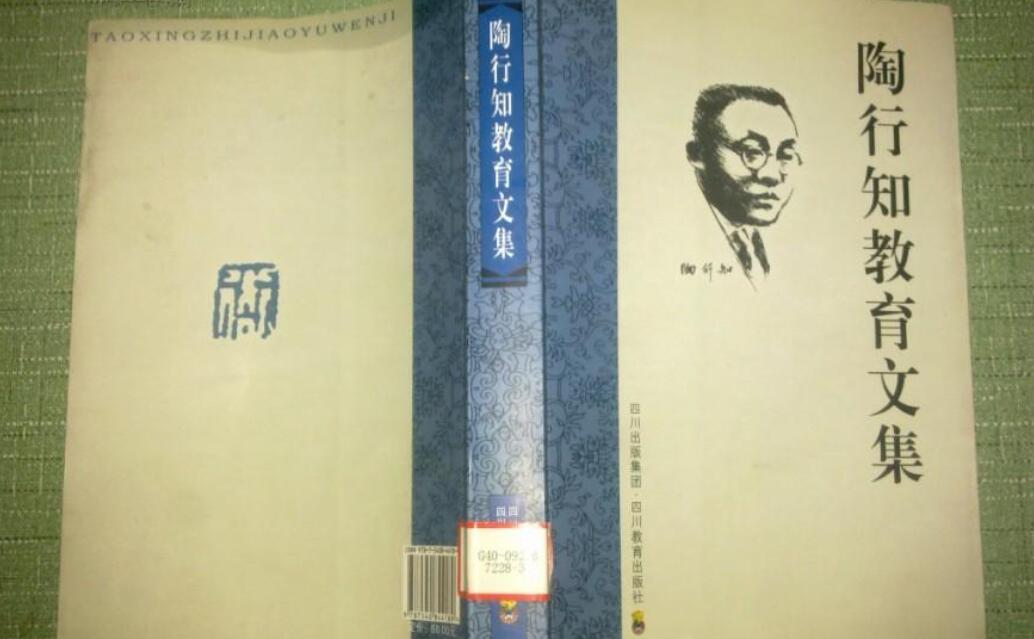 TAOXINGZHIJIAOYUWENJI
陶行知教育文集
陶行知教育文集
陶行知
四川出版集团·四川教育出版社
G40-092.6
7228-3